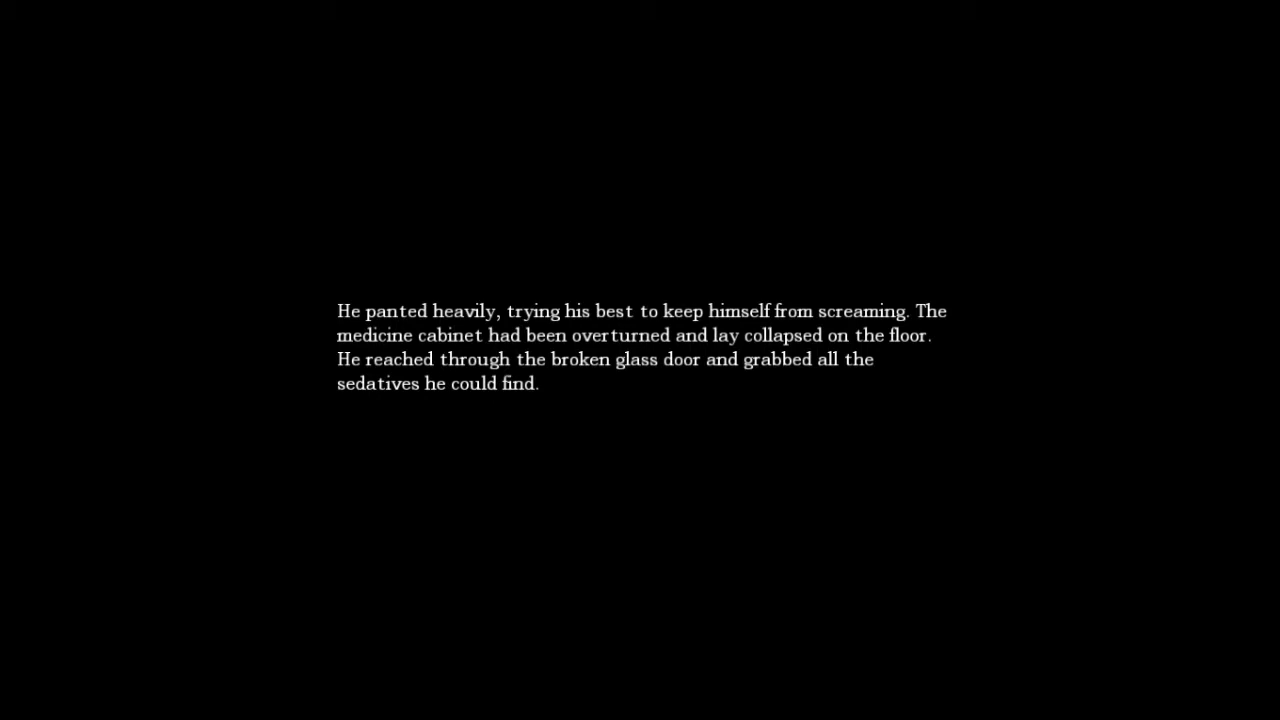 He panted heavily, trying his best to keep himself from screaming. The
medicine cabinet had been overturned and lay collapsed on the floor.
He reached through the broken glass door and grabbed all the
sedatives he could find.